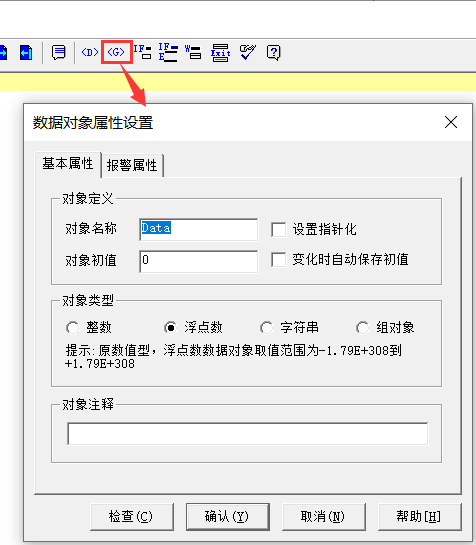 <D> <G> IF IF E W Exit ?
数据对象属性设置
基本属性 报警属性
对象定义
对象名称 Data 设置指针化
对象初值 0 变化时自动保存初值
对象类型
整数 浮点数 字符串 组对象
提示:原数值型，浮点数数据对象取值范围为-1.79E+308到
+1.79E+308
对象注释
检查(C) 确认(Y) 取消(N) 帮助[H]